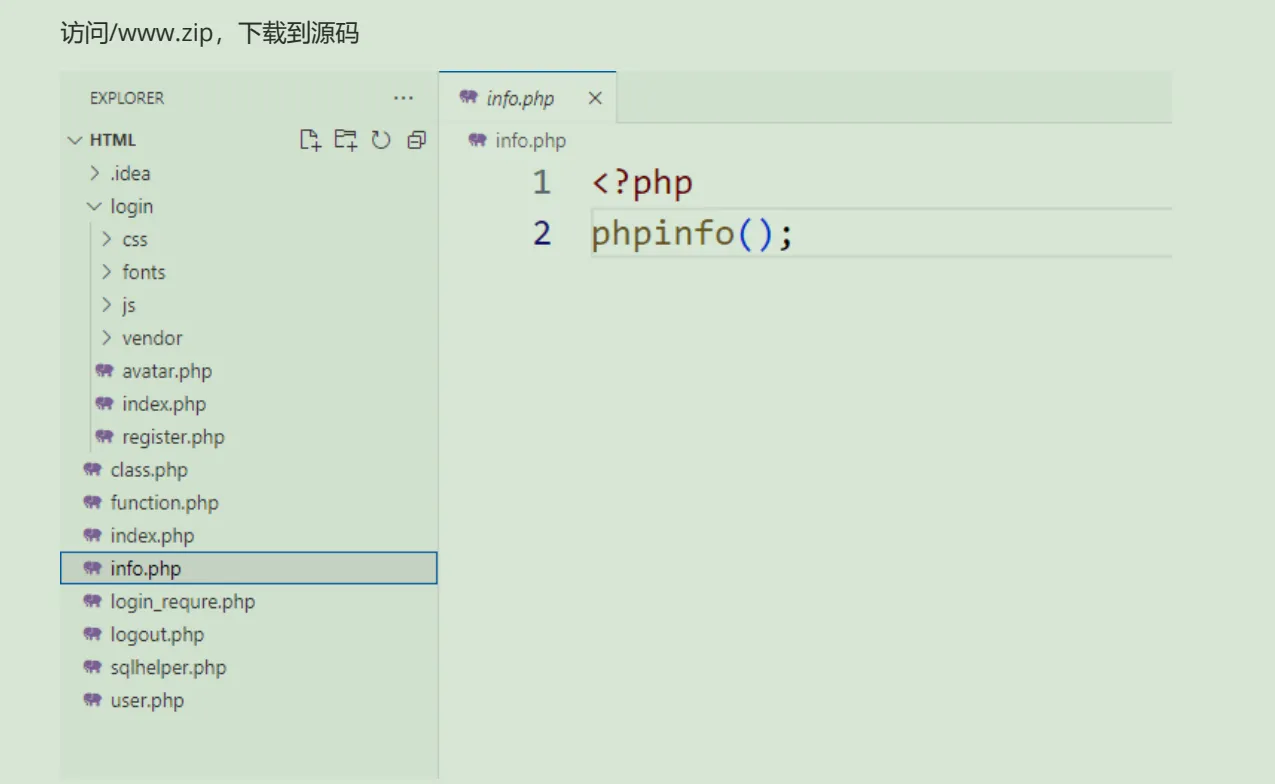 访问/www.zip，下载到源码
EXPLORER
HTML
.idea
login
css
fonts
js
vendor
avatar.php
index.php
register.php
class.php
function.php
index.php
info.php
login_requre.php
logout.php
sqlhelper.php
user.php
info.php
info.php
1 <?php
2 phpinfo();